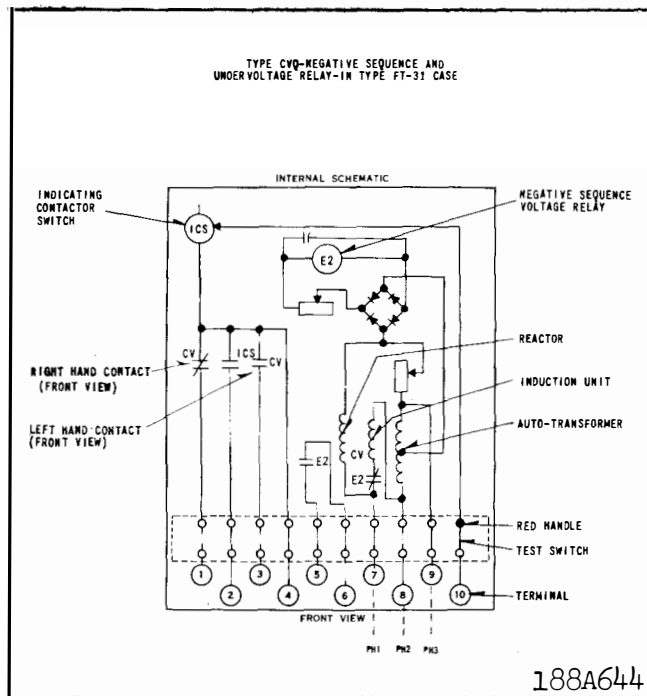 TYPE CVQ-NEGATIVE SEQUENCE AND
UNDERVOLTAGE RELAY-IN TYPE FT-31 CASE
INTERNAL SCHEMATIC
INDICATING
CONTACTOR
SWITCH
NEGATIVE SEQUENCE
VOLTAGE RELAY
ICS
E2
REACTOR
CV
ICS
CV
RIGHT HAND CONTACT
(FRONT VIEW)
INDUCTION UNIT
LEFT HAND CONTACT
(FRONT VIEW)
AUTO-TRANSFORMER
CV
E2
E2
RED HANDLE
TEST SWITCH
1
3
5
7
9
2
4
6
8
10
TERMINAL
FRONT VIEW
PH1
PH2
PH3
188A644